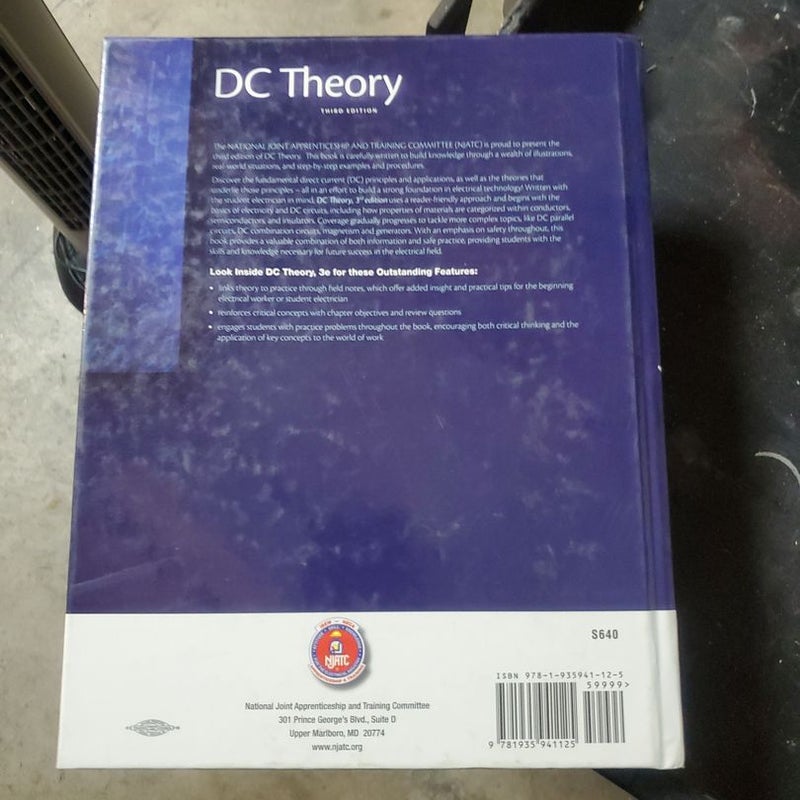 DC Theory
THIRD EDITION
The NATIONAL JOINT APPRENTICESHIP AND TRAINING COMMITTEE (NJATC) is proud to present the
third edition of DC Theory. This book is carefully written to build knowledge through a wealth of illustrations,
real-world situations, and step-by-step examples and procedures.
Discover the fundamental direct current (DC) principles and applications, as well as the theories that
underlie those principles – all in an effort to build a strong foundation in electrical technology! Written with
the student electrician in mind, DC Theory, 3rd edition uses a reader-friendly approach and begins with the
basics of electricity and DC circuits, including how properties of materials are categorized within conductors,
semiconductors, and insulators. Coverage gradually progresses to tackle more complex topics, like DC parallel
circuits, DC combination circuits, magnetism and generators. With an emphasis on safety throughout, this
book provides a valuable combination of both information and safe practice, providing students with the
skills and knowledge necessary for future success in the electrical field.
Look Inside DC Theory, 3e for these Outstanding Features:
• links theory to practice through field notes, which offer added insight and practical tips for the beginning
electrical worker or student electrician
• reinforces critical concepts with chapter objectives and review questions
• engages students with practice problems throughout the book, encouraging both critical thinking and the
application of key concepts to the world of work
S640
IBEW – NECA
NJATC
APPRENTICESHIP & TRAINING
ISBN 978-1-935941-12-5
59999>
National Joint Apprenticeship and Training Committee
301 Prince George's Blvd., Suite D
Upper Marlboro, MD 20774
www.njatc.org
9 781935 941125